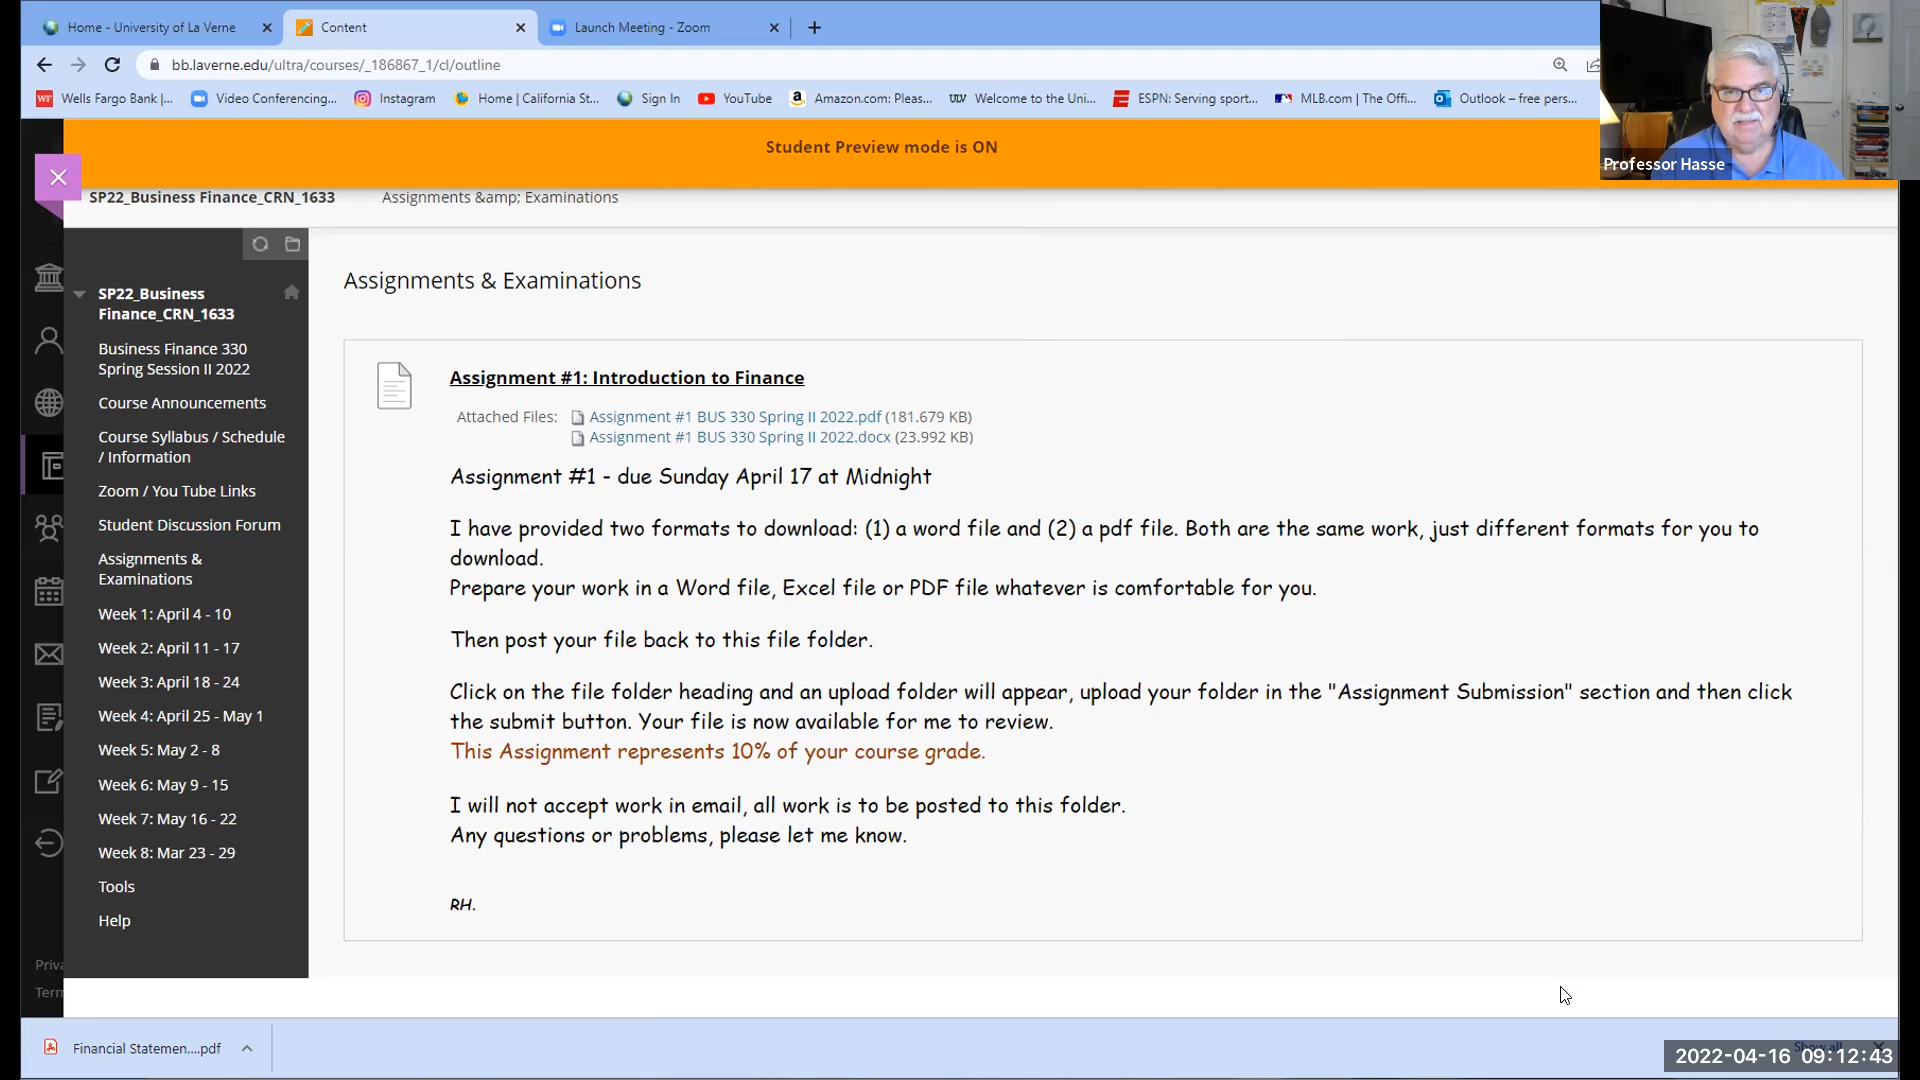 Home - University of La Verne
Content
Launch Meeting - Zoom
bb.laverne.edu/ultra/courses/_186867_1/cl/outline
WF Wells Fargo Bank |...
Video Conferencing...
Instagram
Home | California St...
Sign In
YouTube
Amazon.com: Pleas...
Welcome to the Uni...
ESPN: Serving sport...
MLB.com | The Offi...
Outlook – free pers...
Student Preview mode is ON
Professor Hasse
SP22_Business Finance_CRN_1633
Assignments &amp; Examinations
SP22_Business
Finance_CRN_1633
Business Finance 330
Spring Session II 2022
Course Announcements
Course Syllabus / Schedule
/ Information
Zoom / You Tube Links
Student Discussion Forum
Assignments &
Examinations
Week 1: April 4 - 10
Week 2: April 11 - 17
Week 3: April 18 - 24
Week 4: April 25 - May 1
Week 5: May 2 - 8
Week 6: May 9 - 15
Week 7: May 16 - 22
Week 8: Mar 23 - 29
Tools
Help
Priva
Term
Assignments & Examinations
Assignment #1: Introduction to Finance
Attached Files: Assignment #1 BUS 330 Spring II 2022.pdf (181.679 KB)
Assignment #1 BUS 330 Spring II 2022.docx (23.992 KB)
Assignment #1 - due Sunday April 17 at Midnight
I have provided two formats to download: (1) a word file and (2) a pdf file. Both are the same work, just different formats for you to
download.
Prepare your work in a Word file, Excel file or PDF file whatever is comfortable for you.
Then post your file back to this file folder.
Click on the file folder heading and an upload folder will appear, upload your folder in the "Assignment Submission" section and then click
the submit button. Your file is now available for me to review.
This Assignment represents 10% of your course grade.
I will not accept work in email, all work is to be posted to this folder.
Any questions or problems, please let me know.
RH.
Financial Statemen....pdf
Show all
2022-04-16 09:12:43